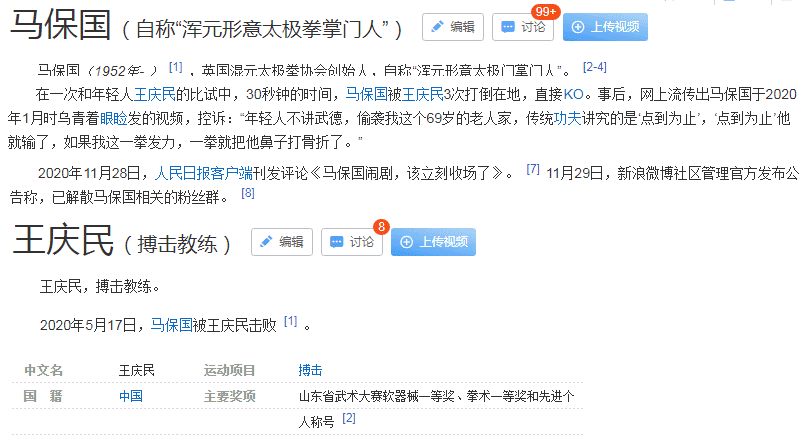 马保国（自称“浑元形意太极拳掌门人”） 编辑 讨论 99+ 上传视频
马保国（1952年- ）[1] ，英国混元太极拳协会创始人，自称“浑元形意太极门掌门人”。 [2-4]
在一次和年轻人王庆民的比试中，30秒钟的时间，马保国被王庆民3次打倒在地，直接KO。事后，网上流传出马保国于2020
年1月时乌青着眼睑发的视频，控诉：“年轻人不讲武德，偷袭我这个69岁的老人家，传统功夫讲究的是‘点到为止’，‘点到为止’他
就输了，如果我这一拳发力，一拳就把他鼻子打骨折了。”
2020年11月28日，人民日报客户端刊发评论《马保国闹剧，该立刻收场了》。 [7] 11月29日，新浪微博社区管理官方发布公
告称，已解散马保国相关的粉丝群。 [8]
王庆民（搏击教练） 编辑 讨论 8 上传视频
王庆民，搏击教练。
2020年5月17日，马保国被王庆民击败 [1] 。
中文名 王庆民 运动项目 搏击
国 籍 中国 主要奖项 山东省武术大赛软器械一等奖、拳术一等奖和先进个
人称号 [2]